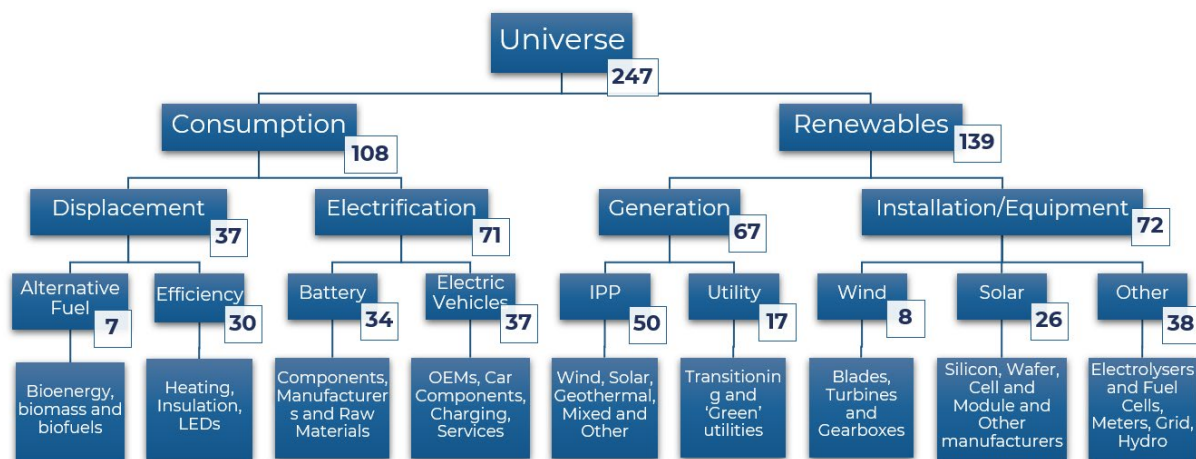 Universe
247
Consumption
108
Renewables
139
Displacement
37
Electrification
71
Generation
67
Installation/Equipment
72
Alternative
Fuel
7
Efficiency
30
Battery
34
Electric
Vehicles
37
IPP
50
Utility
17
Wind
8
Solar
26
Other
38
Bioenergy,
biomass and
biofuels
Heating,
Insulation,
LEDs
Components,
Manufacturer
s and Raw
Materials
OEMs, Car
Components,
Charging,
Services
Wind, Solar,
Geothermal,
Mixed and
Other
Transitionin
g and
‘Green’
utilities
Blades,
Turbines
and
Gearboxes
Silicon, Wafer,
Cell and
Module and
Other
manufacturers
Electrolysers
and Fuel
Cells,
Meters, Grid,
Hydro